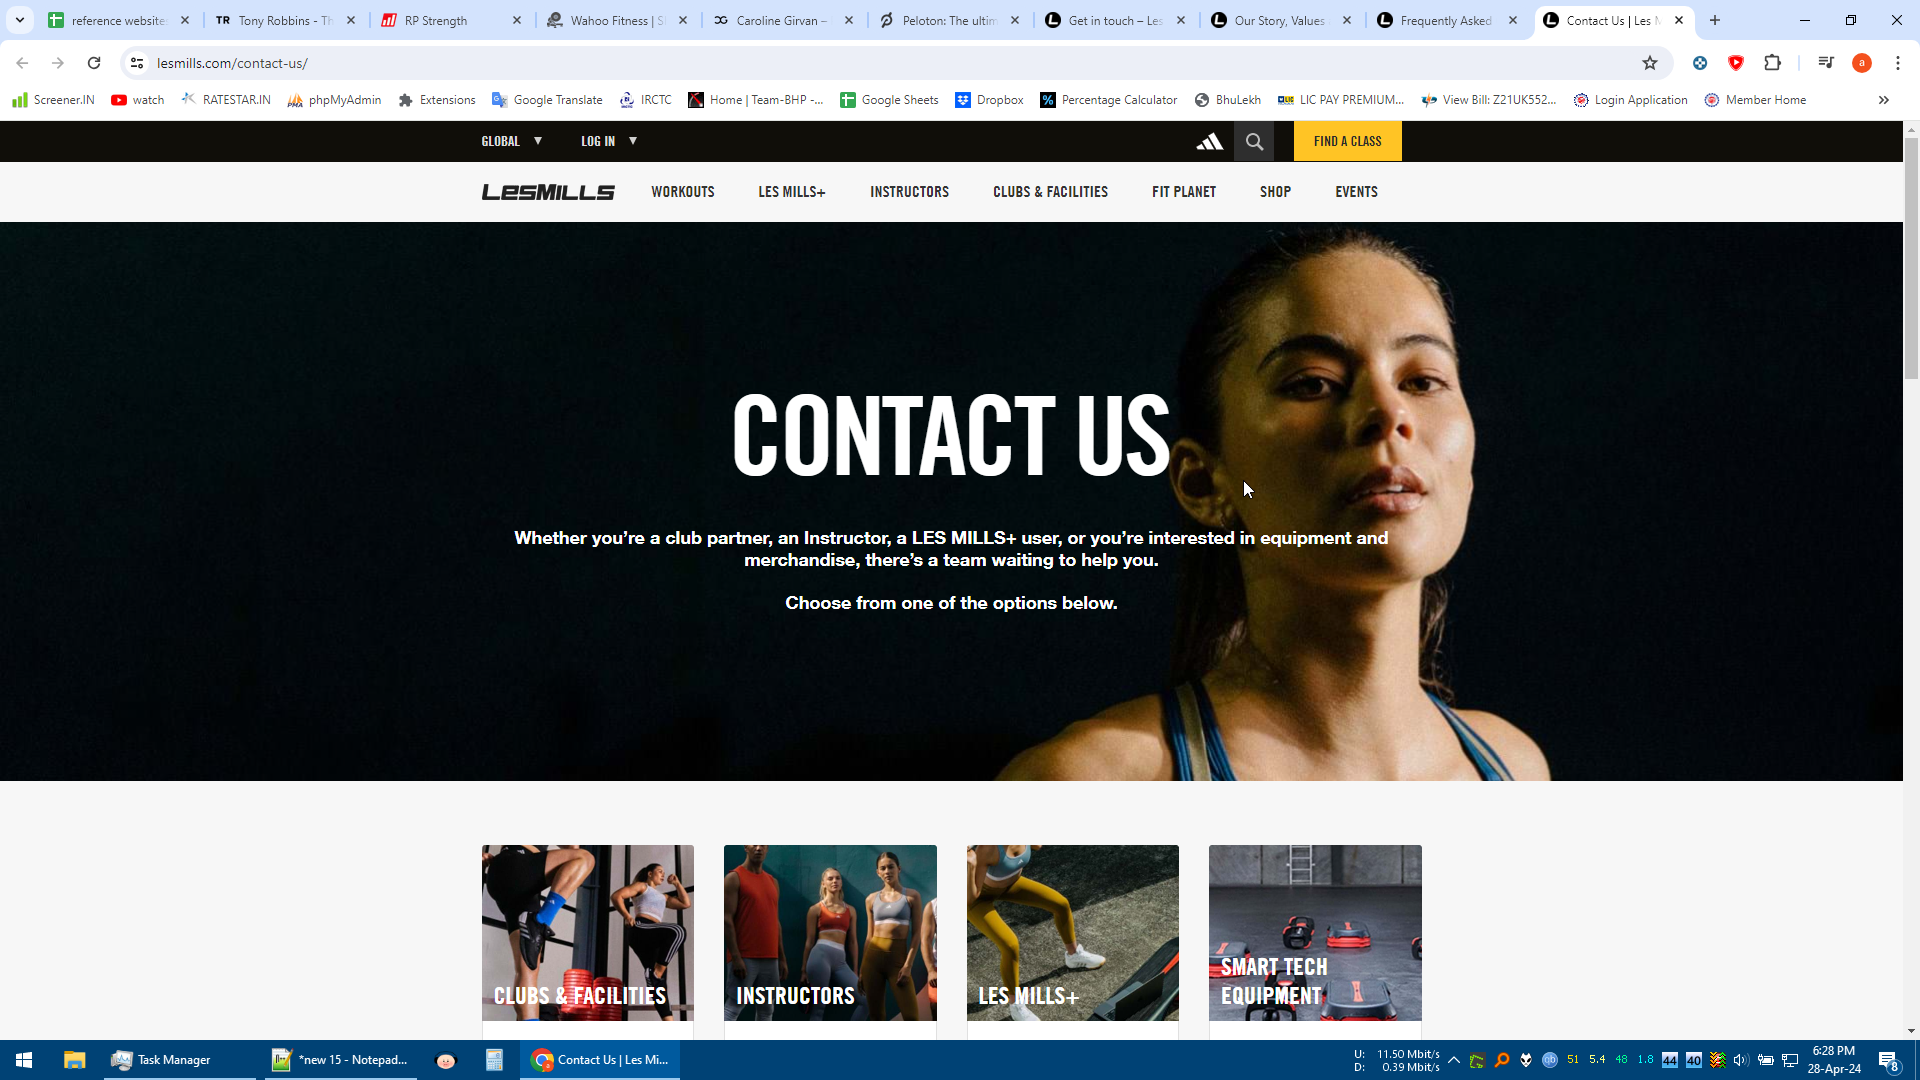 reference website
Tony Robbins - Th
RP Strength
Wahoo Fitness | S
Caroline Girvan –
Peloton: The ultim
Get in touch – Les
Our Story, Values
Frequently Asked
Contact Us | Les M
lesmills.com/contact-us/
a
Screener.IN
watch
RATESTAR.IN
phpMyAdmin
Extensions
Google Translate
IRCTC
Home | Team-BHP -...
Google Sheets
Dropbox
Percentage Calculator
BhuLekh
LIC PAY PREMIUM...
View Bill: Z21UK552...
Login Application
Member Home
GLOBAL
LOG IN
FIND A CLASS
LESMILLS
WORKOUTS
LES MILLS+
INSTRUCTORS
CLUBS & FACILITIES
FIT PLANET
SHOP
EVENTS
CONTACT US
Whether you’re a club partner, an Instructor, a LES MILLS+ user, or you’re interested in equipment and
merchandise, there’s a team waiting to help you.
Choose from one of the options below.
CLUBS & FACILITIES
INSTRUCTORS
LES MILLS+
SMART TECH
EQUIPMENT
Task Manager
*new 15 - Notepad...
Contact Us | Les Mi...
U: 11.50 Mbit/s
D: 0.39 Mbit/s
51 5.4 48 1.8 44 40
6:28 PM
28-Apr-24
8